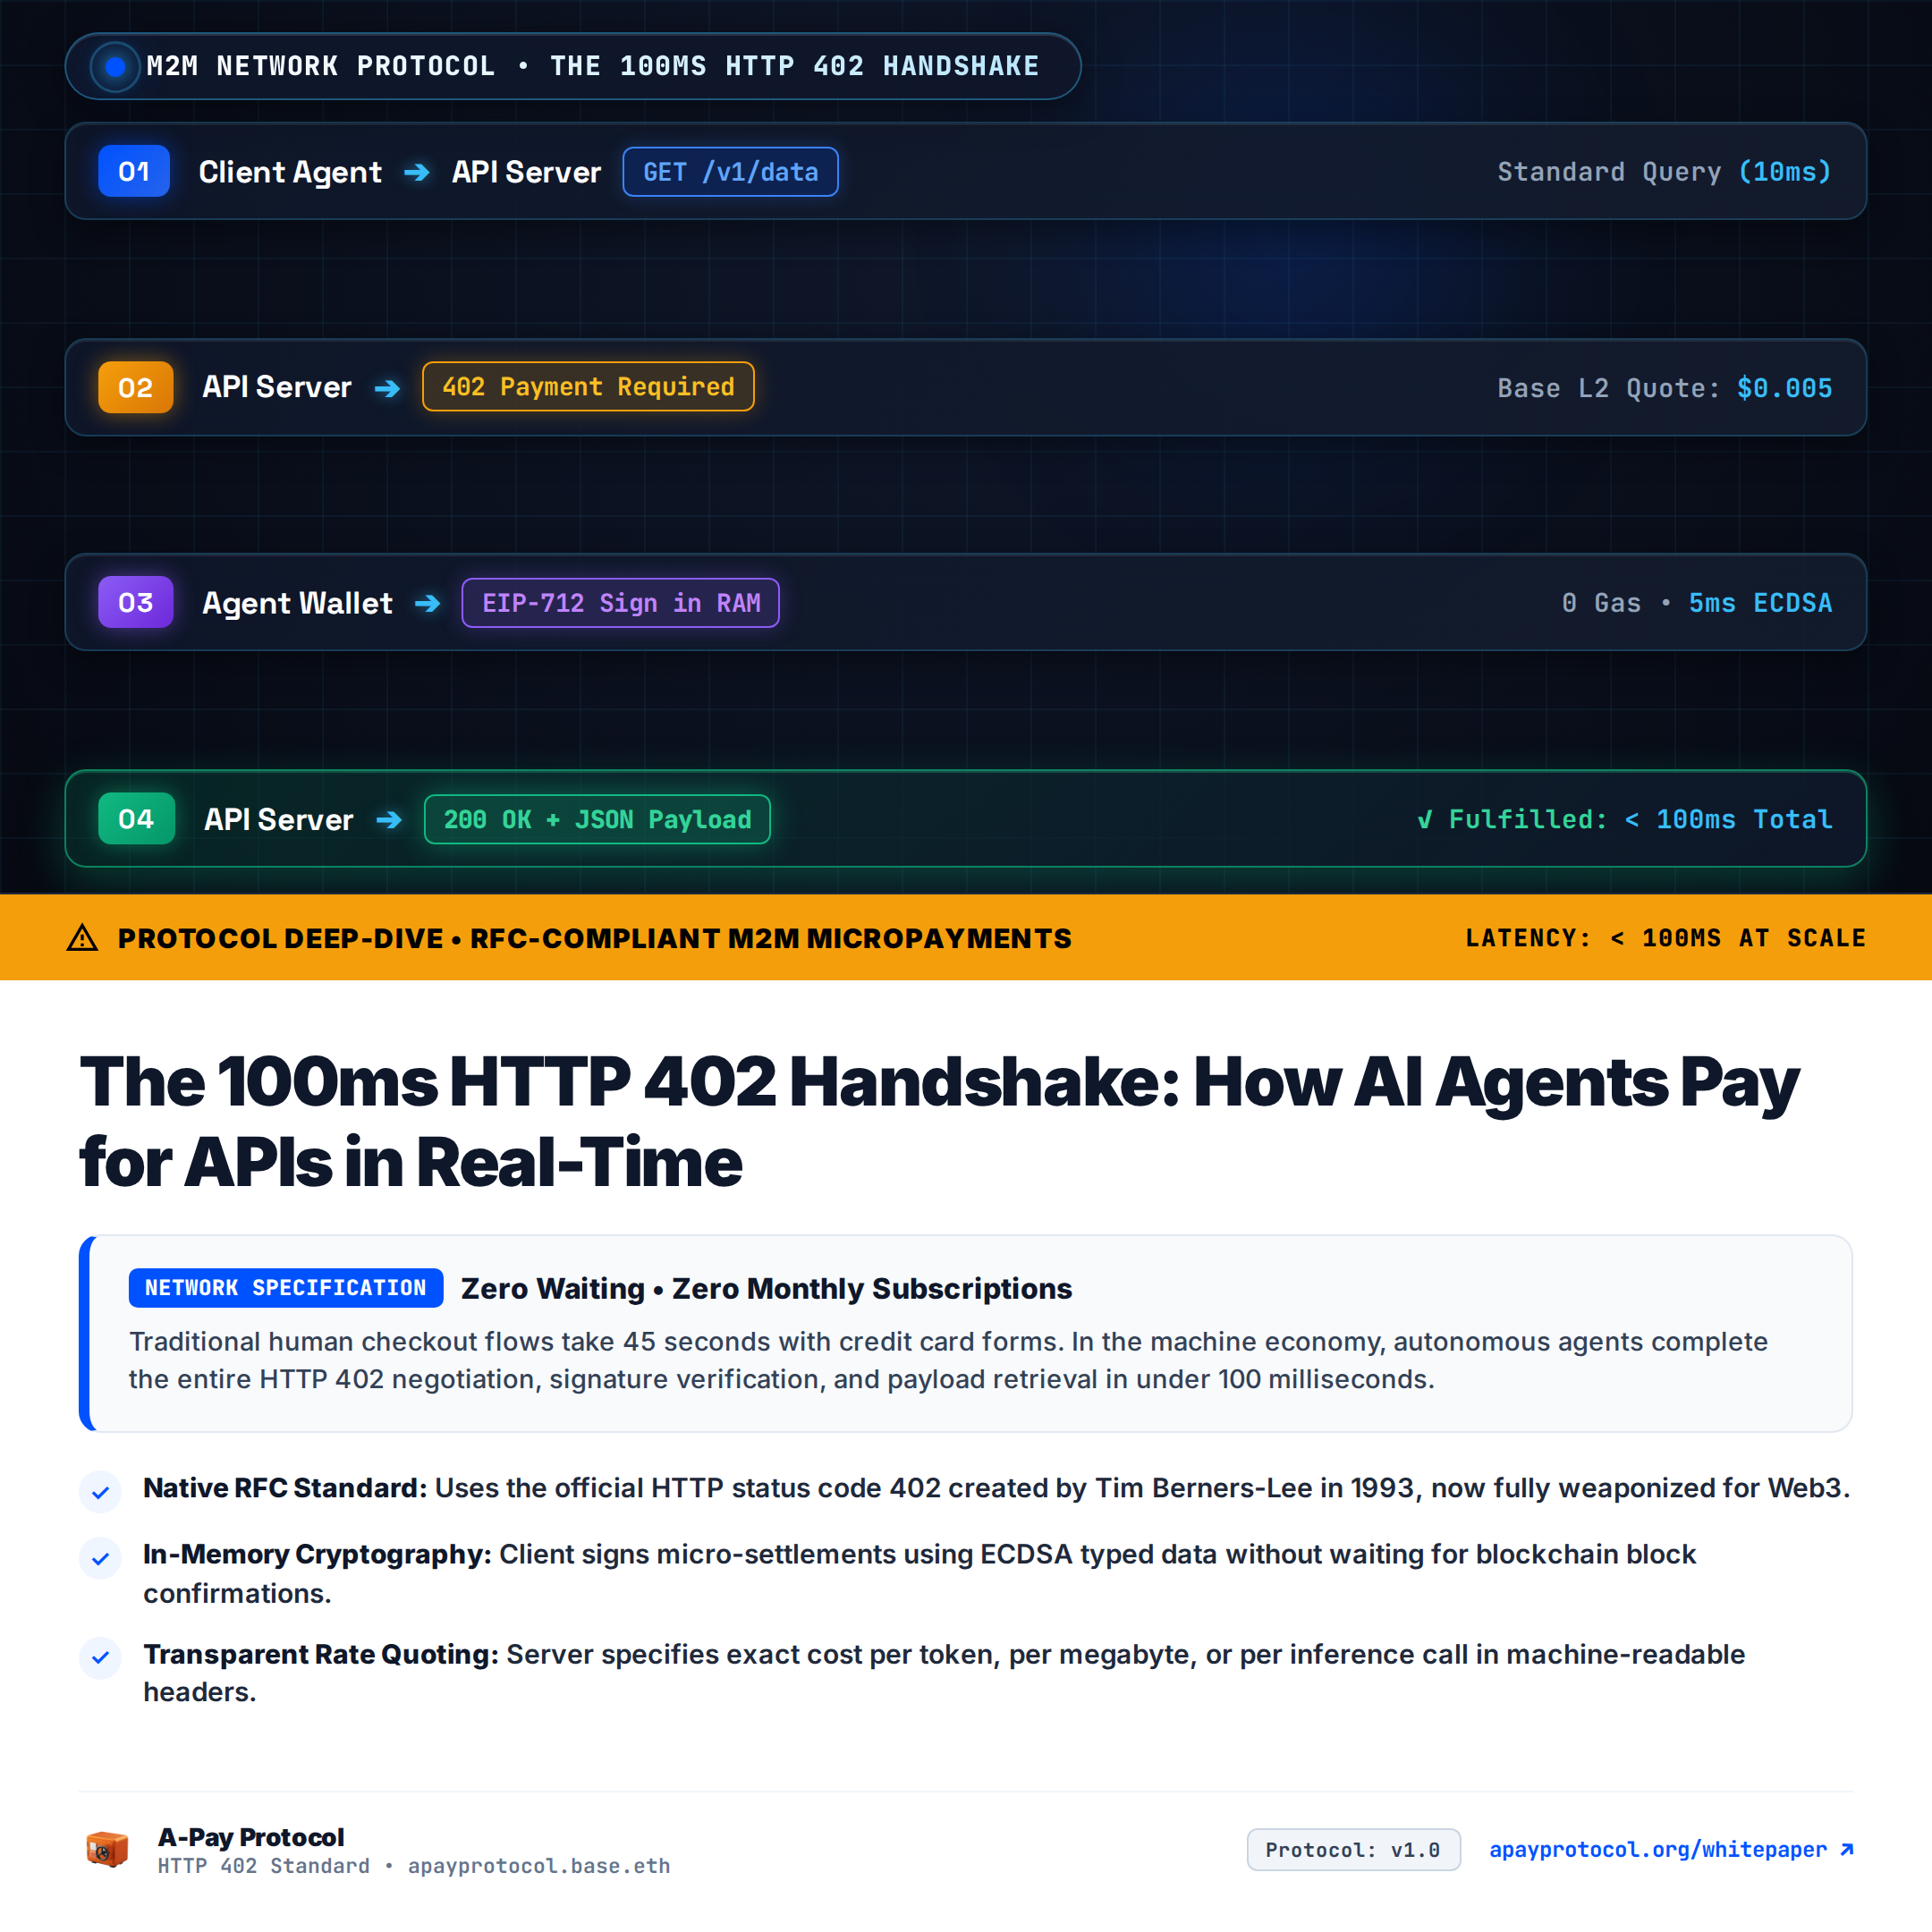 M2M NETWORK PROTOCOL • THE 100MS HTTP 402 HANDSHAKE
01 Client Agent ➔ API Server GET /v1/data Standard Query (10ms)
02 API Server ➔ 402 Payment Required Base L2 Quote: $0.005
03 Agent Wallet ➔ EIP-712 Sign in RAM 0 Gas • 5ms ECDSA
04 API Server ➔ 200 OK + JSON Payload √ Fulfilled: < 100ms Total
⚠ PROTOCOL DEEP-DIVE • RFC-COMPLIANT M2M MICROPAYMENTS LATENCY: < 100MS AT SCALE
The 100ms HTTP 402 Handshake: How AI Agents Pay
for APIs in Real-Time
NETWORK SPECIFICATION Zero Waiting • Zero Monthly Subscriptions
Traditional human checkout flows take 45 seconds with credit card forms. In the machine economy, autonomous agents complete
the entire HTTP 402 negotiation, signature verification, and payload retrieval in under 100 milliseconds.
✓ Native RFC Standard: Uses the official HTTP status code 402 created by Tim Berners-Lee in 1993, now fully weaponized for Web3.
✓ In-Memory Cryptography: Client signs micro-settlements using ECDSA typed data without waiting for blockchain block
confirmations.
✓ Transparent Rate Quoting: Server specifies exact cost per token, per megabyte, or per inference call in machine-readable
headers.
A-Pay Protocol
HTTP 402 Standard • apayprotocol.base.eth
Protocol: v1.0 apayprotocol.org/whitepaper ↗